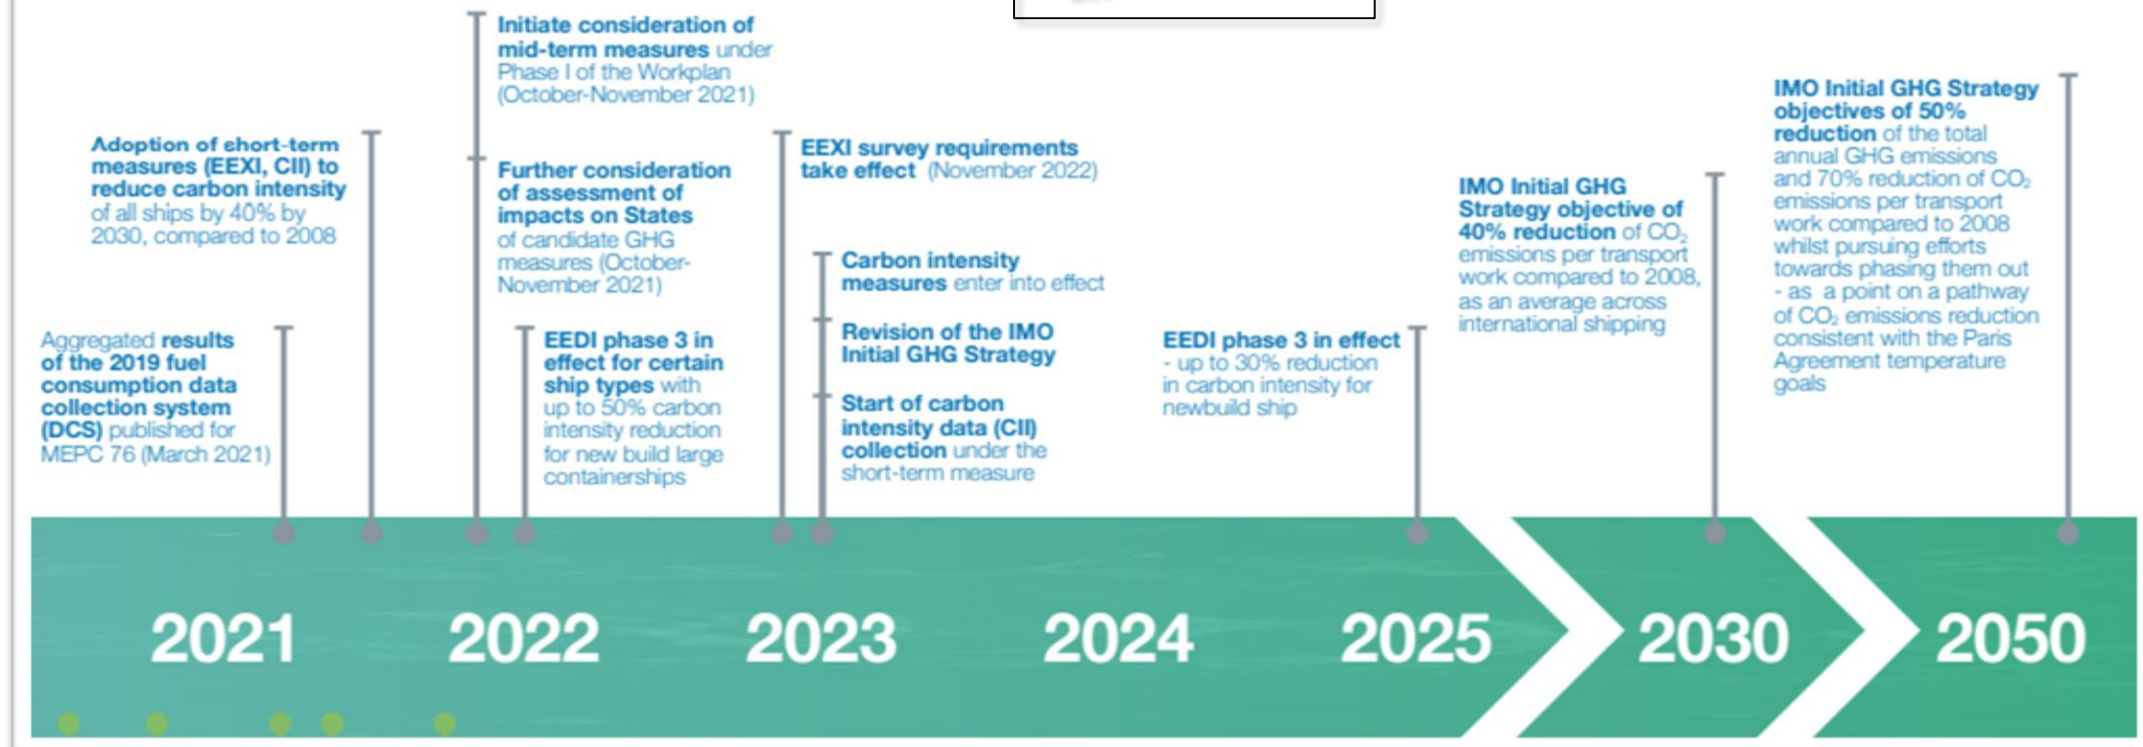 Initiate consideration of
mid-term measures under
Phase I of the Workplan
(October-November 2021)
Adoption of short-term
measures (EEXI, CII) to
reduce carbon intensity
of all ships by 40% by
2030, compared to 2008
Further consideration
of assessment of
impacts on States
of candidate GHG
measures (October-
November 2021)
Aggregated results
of the 2019 fuel
consumption data
collection system
(DCS) published for
MEPC 76 (March 2021)
EEDI phase 3 in
effect for certain
ship types with
up to 50% carbon
intensity reduction
for new build large
containerships
EEXI survey requirements
take effect (November 2022)
Carbon intensity
measures enter into effect
Revision of the IMO
Initial GHG Strategy
Start of carbon
intensity data (CII)
collection under the
short-term measure
EEDI phase 3 in effect
- up to 30% reduction
in carbon intensity for
newbuild ship
IMO Initial GHG
Strategy objective of
40% reduction of CO₂
emissions per transport
work compared to 2008,
as an average across
international shipping
IMO Initial GHG Strategy
objectives of 50%
reduction of the total
annual GHG emissions
and 70% reduction of CO₂
emissions per transport
work compared to 2008
whilst pursuing efforts
towards phasing them out
- as a point on a pathway
of CO₂ emissions reduction
consistent with the Paris
Agreement temperature
goals
2021 2022 2023 2024 2025 2030 2050